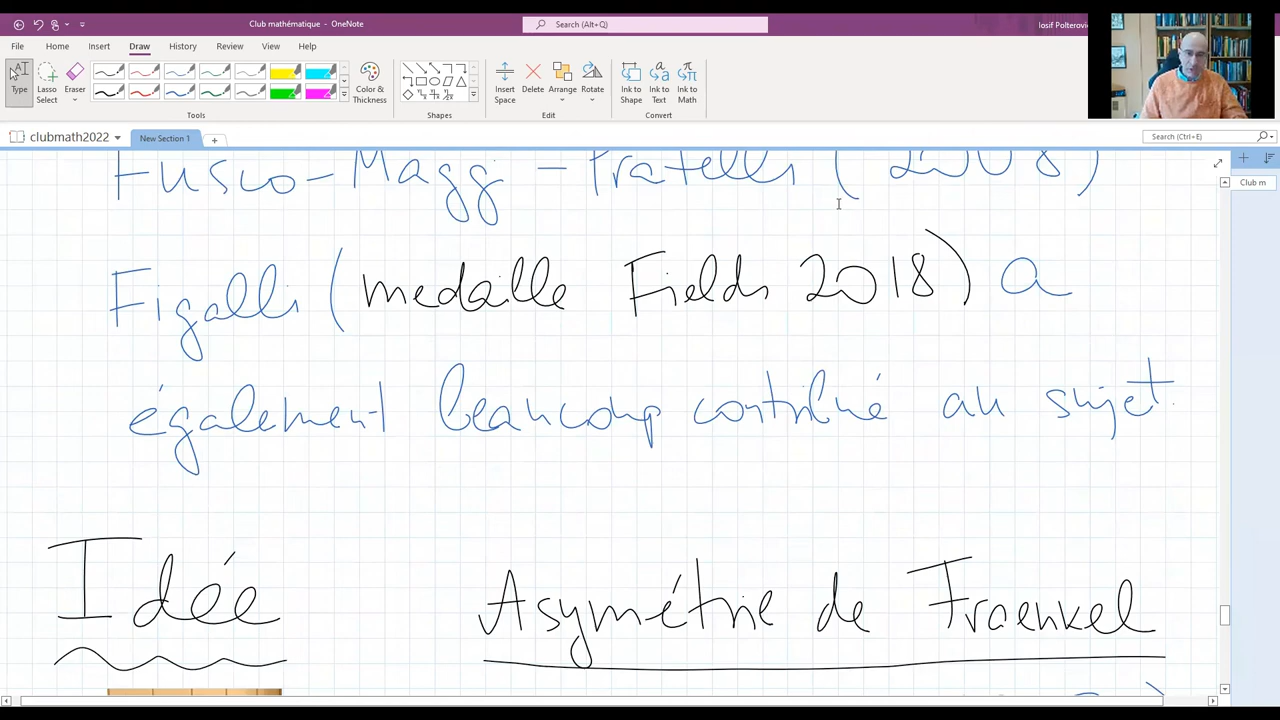 Club mathématique - OneNote
Search (Alt+Q)
Iosif Polterovic
File Home Insert Draw History Review View Help
Type
Lasso Select
Eraser
Color & Thickness
Insert Space
Delete
Arrange
Rotate
Ink to Shape
Ink to Text
Ink to Math
Tools
Shapes
Edit
Convert
clubmath2022
New Section 1
Search (Ctrl+E)
Club m
Fusco-Maggi - Pratelli (2008)
Figalli (medaille Fields 2018) a
également beaucoup contribué au sujet.
Idée
Asymétrie de Fraenkel